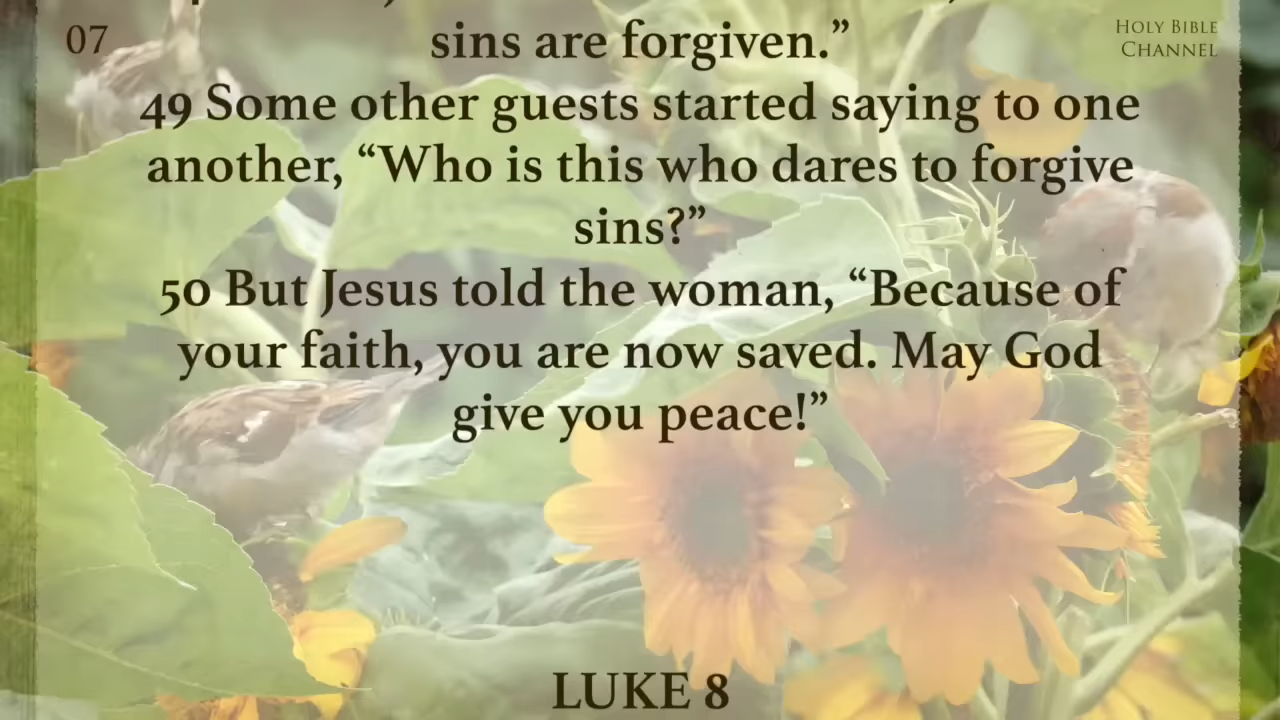 07
HOLY BIBLE
CHANNEL
sins are forgiven.”
49 Some other guests started saying to one
another, “Who is this who dares to forgive
sins?”
50 But Jesus told the woman, “Because of
your faith, you are now saved. May God
give you peace!”
LUKE 8